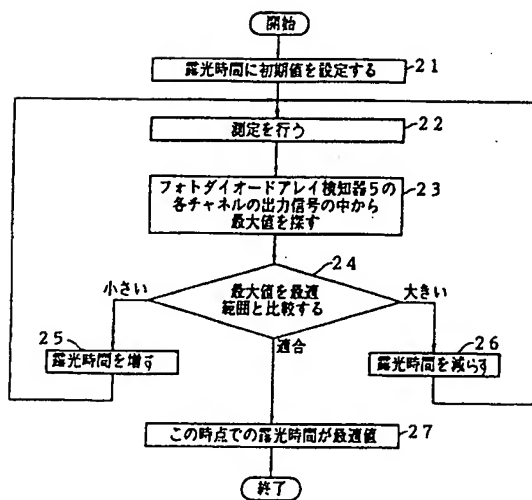 開始
露光時間に初期値を設定する
21
測定を行う
22
フォトダイオードアレイ検知器5の
各チャネルの出力信号の中から
最大値を探す
23
24
小さい
最大値を最適
範囲と比較する
大きい
25
露光時間を増す
適合
26
露光時間を減らす
この時点での露光時間が最適値
27
終了